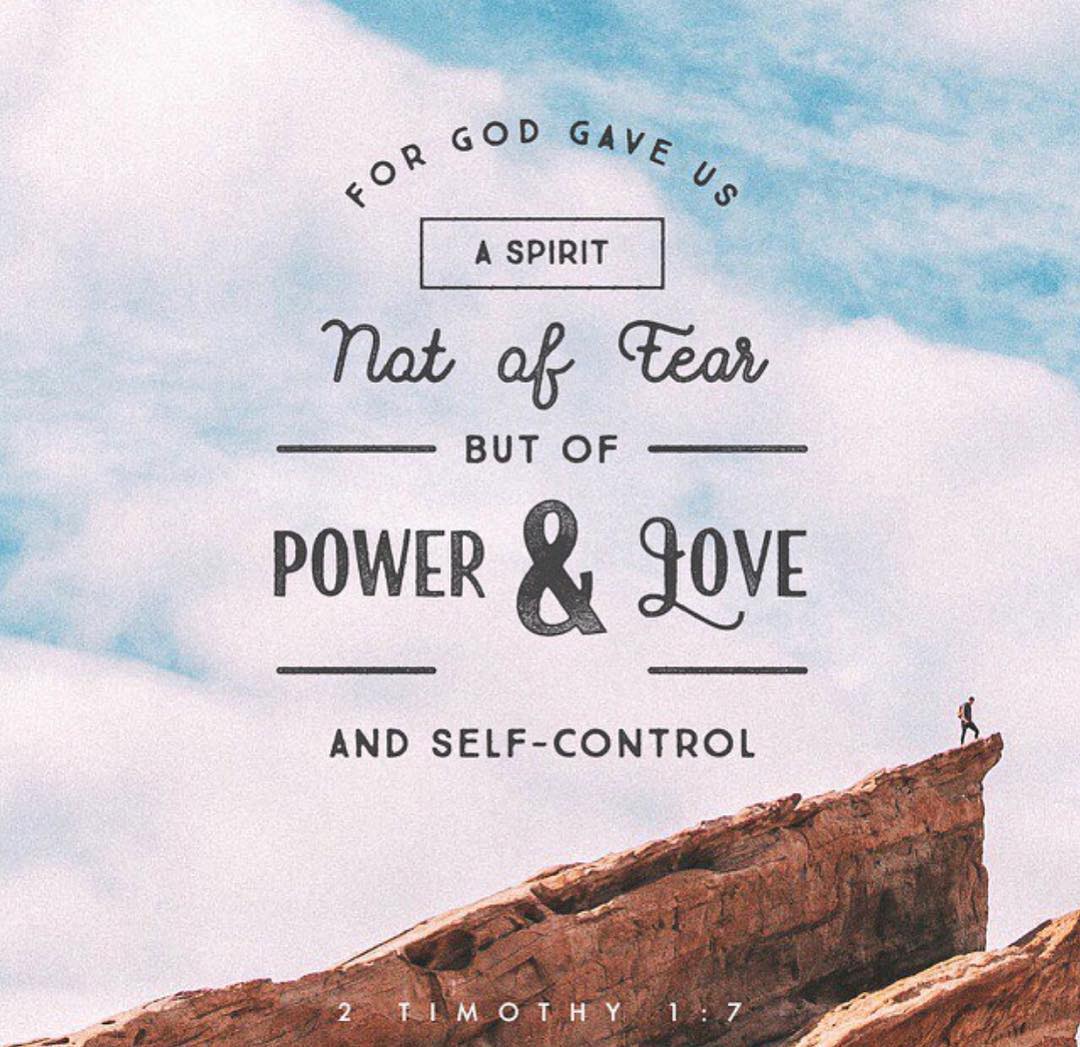 FOR GOD GAVE US
A SPIRIT
Not of Fear
BUT OF
POWER & LOVE
AND SELF-CONTROL
2 TIMOTHY 1:7